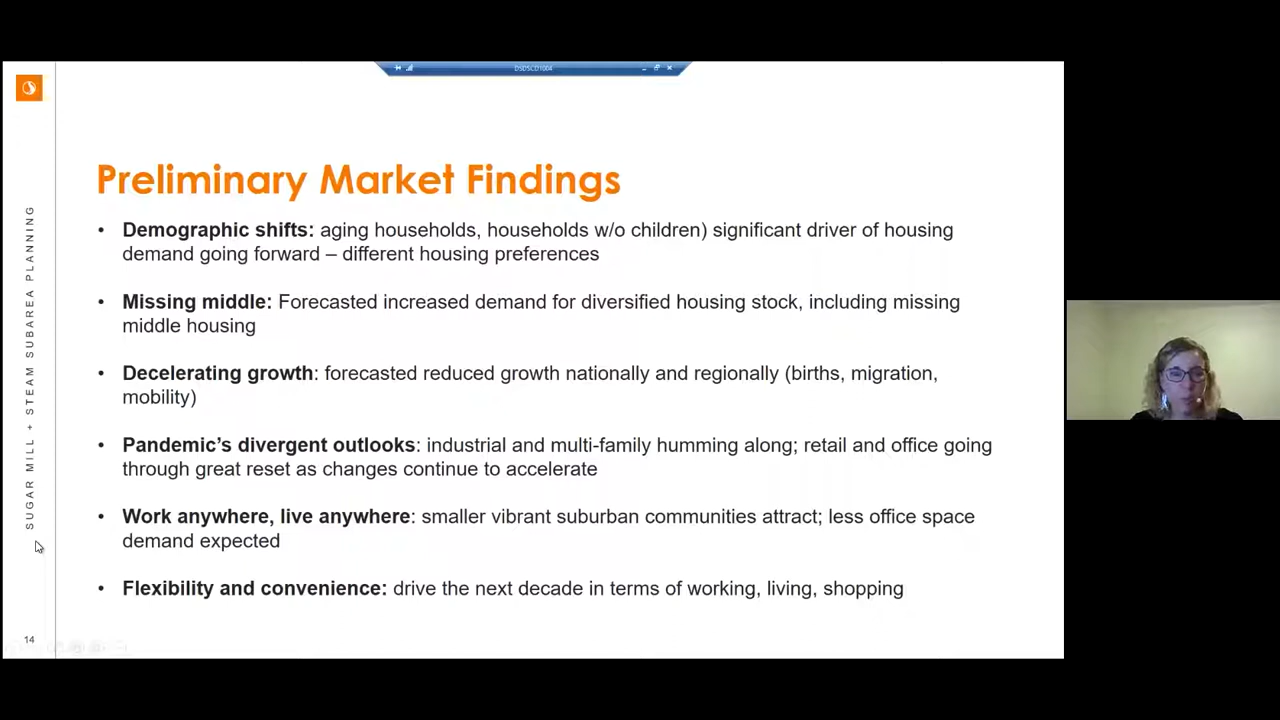 DSDSCD1004
Preliminary Market Findings
• Demographic shifts: aging households, households w/o children) significant driver of housing
demand going forward – different housing preferences
• Missing middle: Forecasted increased demand for diversified housing stock, including missing
middle housing
• Decelerating growth: forecasted reduced growth nationally and regionally (births, migration,
mobility)
• Pandemic’s divergent outlooks: industrial and multi-family humming along; retail and office going
through great reset as changes continue to accelerate
• Work anywhere, live anywhere: smaller vibrant suburban communities attract; less office space
demand expected
• Flexibility and convenience: drive the next decade in terms of working, living, shopping
SUGAR MILL + STEAM SUBAREA PLANNING
14